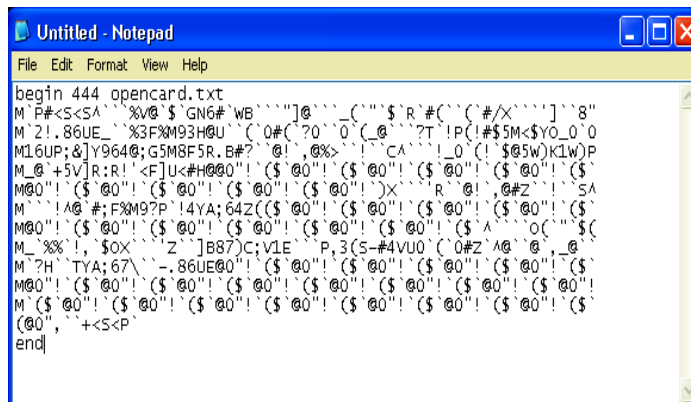 Untitled - Notepad
File Edit Format View Help
begin 444 opencard.txt
M`P#<S<S^```%V@`$`GN6#`WB```"]@```_(`"`$`R`#(``(`#/X````']``8"
M`2!.86UE_``%3F%M93H@U``(`0#(`?0``0`(_@```?T`!P(!#$5M<$YO_0`0
M16UP;&]Y964@;G5M8F5R.B#?``@!`,@%>``!``C^```!_0`(!`$@5W)K1W)P
M_@`+5V]R:R!'<F]U<#H@@0"!`($`@0"!`($`@0"!`($`@0"!`($`@0"!`($`
M@0"!`($`@0"!`($`@0"!`($`@0"!`($`@0"!`)X````R``@!`,@#Z``!``S^
M```!^@`#;F%M9?P`!4YA;64Z(($`@0"!`($`@0"!`($`@0"!`($`@0"!`($`
M@0"!`($`@0"!`($`@0"!`($`@0"!`($`@0"!`($`@0"!`($`^````O(`"`$(
M_`%%`!,`$OX````'Z``]B87)C;V1E```P,3(S-#4VU0`(`0#Z`^@``@`,_@``
M`?H``TYA;67\``-.86UE@0"!`($`@0"!`($`@0"!`($`@0"!`($`@0"!`($`
M@0"!`($`@0"!`($`@0"!`($`@0"!`($`@0"!`($`@0"!`($`@0"!`($`@0"!
M`($`@0"!`($`@0"!`($`@0"!`($`@0"!`($`@0"!`($`@0"!`($`@0"!`($`
(@0",``+<S<P`
end